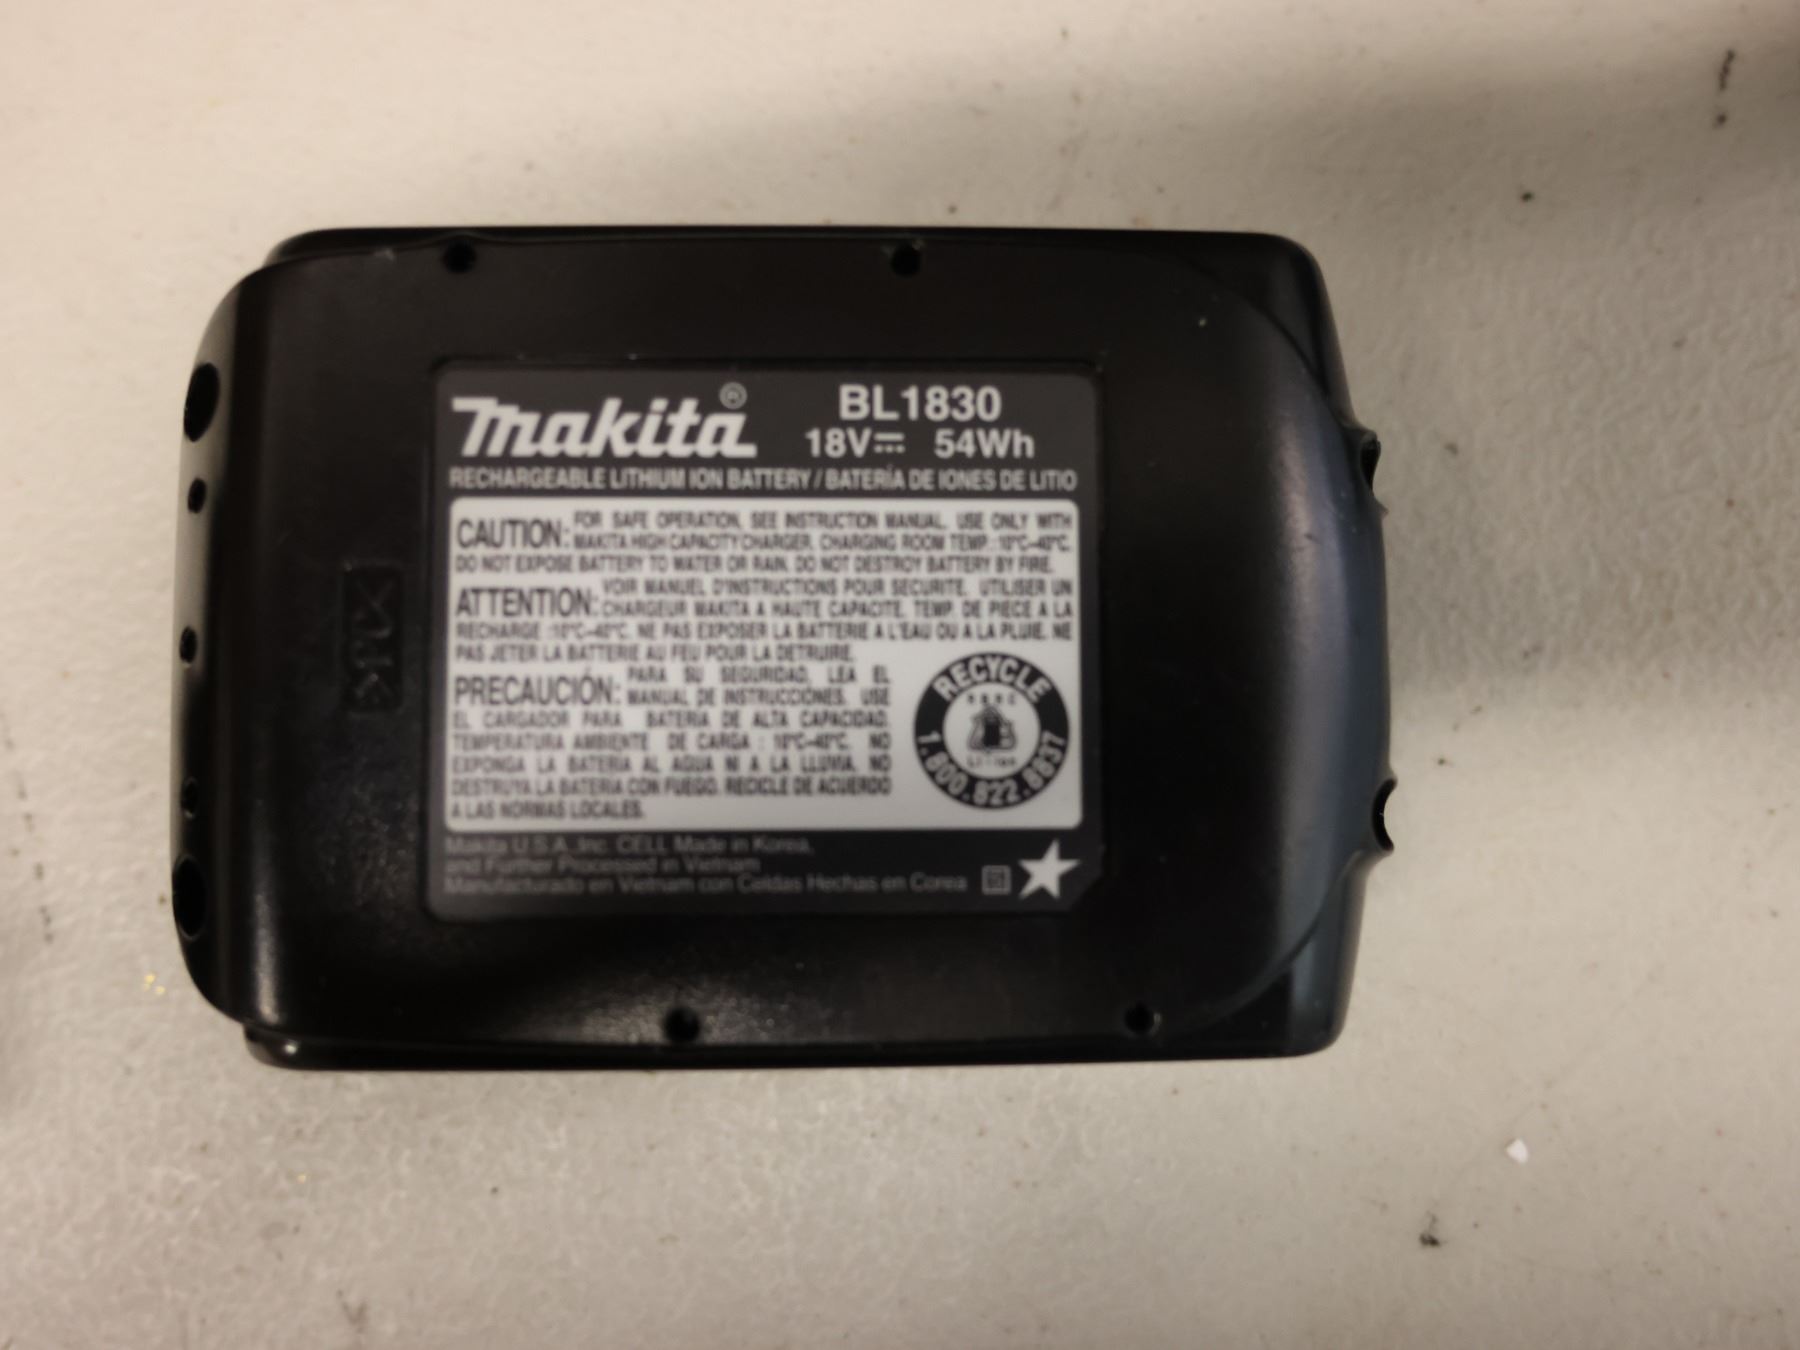 Makita® BL1830
18V 54Wh
RECHARGEABLE LITHIUM ION BATTERY / BATERÍA DE IONES DE LITIO
CAUTION: FOR SAFE OPERATION, SEE INSTRUCTION MANUAL. USE ONLY WITH
MAKITA HIGH CAPACITY CHARGER. CHARGING ROOM TEMP.:10°C–40°C.
DO NOT EXPOSE BATTERY TO WATER OR RAIN. DO NOT DESTROY BATTERY BY FIRE.
ATTENTION: VOIR MANUEL D'INSTRUCTIONS POUR SECURITE. UTILISER UN
CHARGEUR MAKITA A HAUTE CAPACITE. TEMP. DE PIECE A LA
RECHARGE :10°C–40°C. NE PAS EXPOSER LA BATTERIE A L'EAU OU A LA PLUIE. NE
PAS JETER LA BATTERIE AU FEU POUR LA DETRUIRE.
PRECAUCIÓN: PARA SU SEGURIDAD, LEA EL
MANUAL DE INSTRUCCIÓNES. USE
EL CARGADOR PARA BATERIA DE ALTA CAPACIDAD.
TEMPERATURA AMBIENTE DE CARGA : 10°C–40°C. NO
EXPONGA LA BATERIA AL AGUA NI A LA LLUVIA. NO
DESTRUYA LA BATERIA CON FUEGO. RECICLE DE ACUERDO
A LAS NORMAS LOCALES.
RECYCLE
Li-ion
1.800.822.8837
Makita U.S.A.,Inc. CELL Made in Korea,
and Further Processed in Vietnam
Manufacturado en Vietnam con Celdas Hechas en Corea